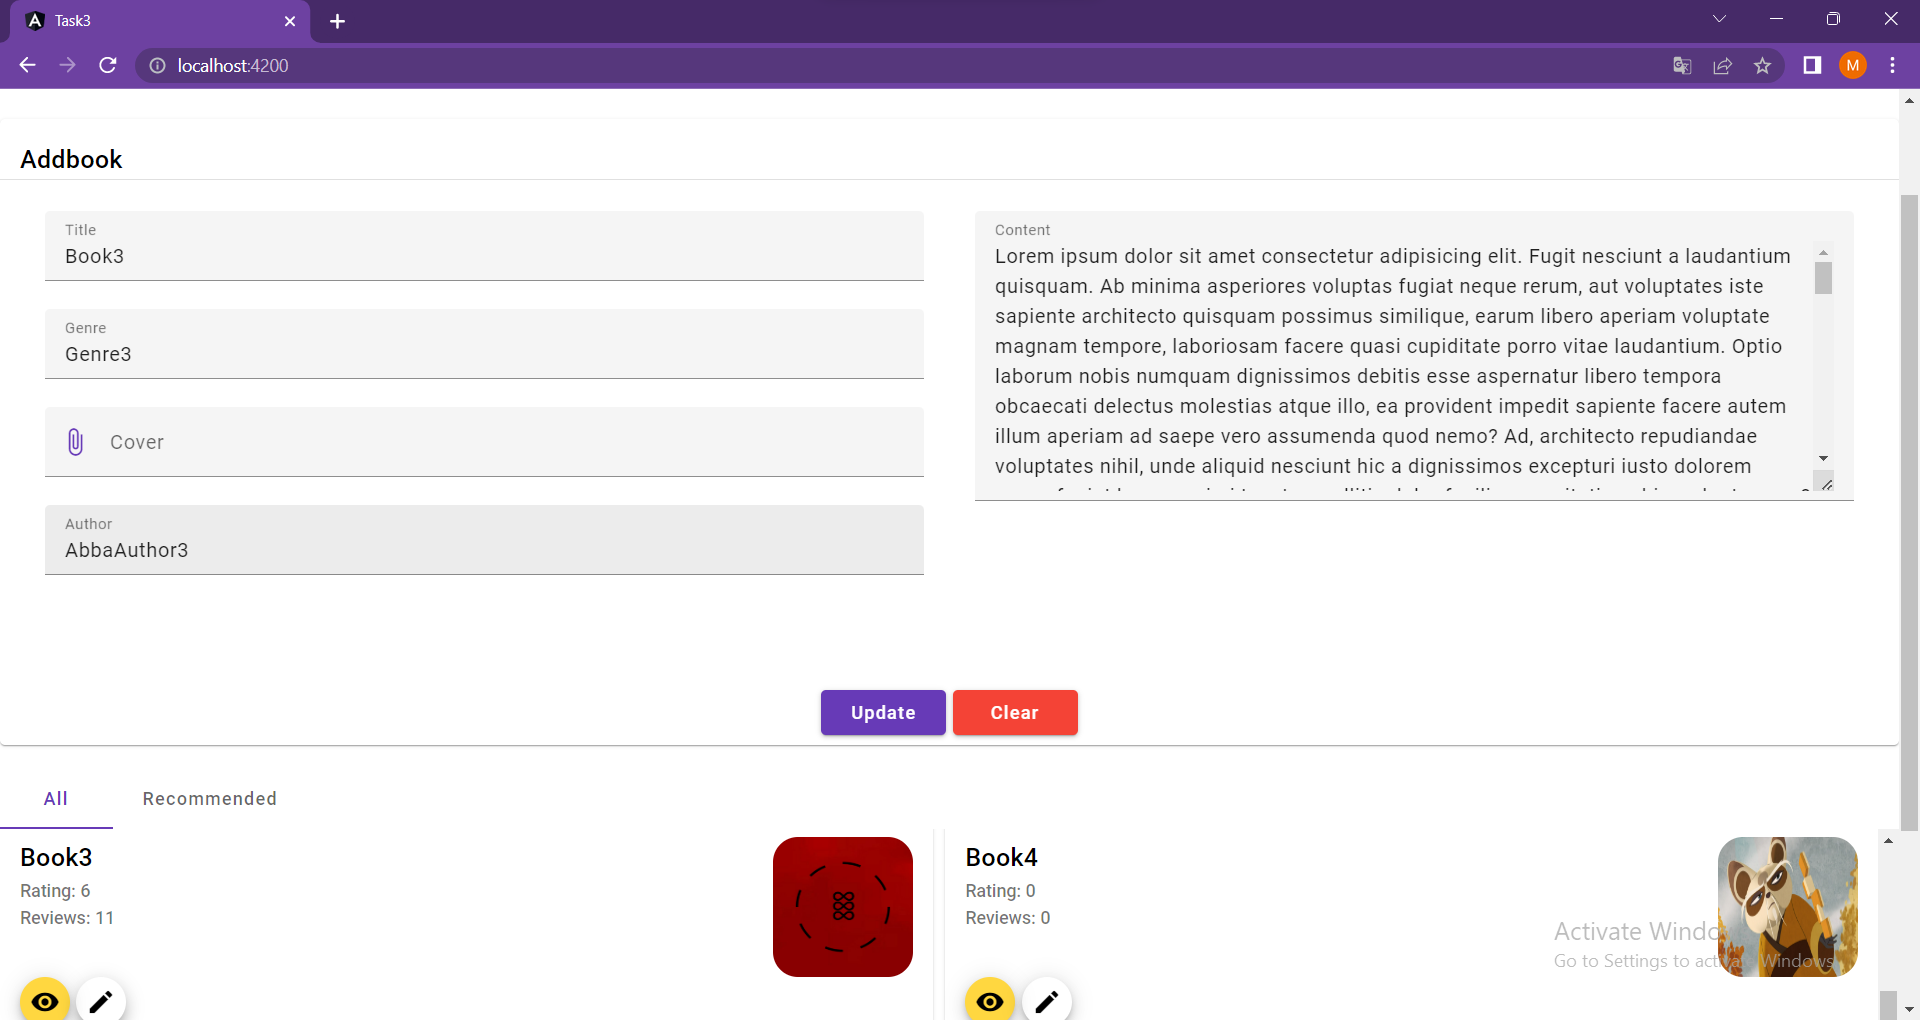 Task3
localhost:4200
M
Addbook
Title
Book3
Genre
Genre3
Cover
Author
AbbaAuthor3
Content
Lorem ipsum dolor sit amet consectetur adipisicing elit. Fugit nesciunt a laudantium
quisquam. Ab minima asperiores voluptas fugiat neque rerum, aut voluptates iste
sapiente architecto quisquam possimus similique, earum libero aperiam voluptate
magnam tempore, laboriosam facere quasi cupiditate porro vitae laudantium. Optio
laborum nobis numquam dignissimos debitis esse aspernatur libero tempora
obcaecati delectus molestias atque illo, ea provident impedit sapiente facere autem
illum aperiam ad saepe vero assumenda quod nemo? Ad, architecto repudiandae
voluptates nihil, unde aliquid nesciunt hic a dignissimos excepturi iusto dolorem
Update Clear
All Recommended
Book3
Rating: 6
Reviews: 11
Book4
Rating: 0
Reviews: 0
Activate Windo
Go to Settings to activate Windows.